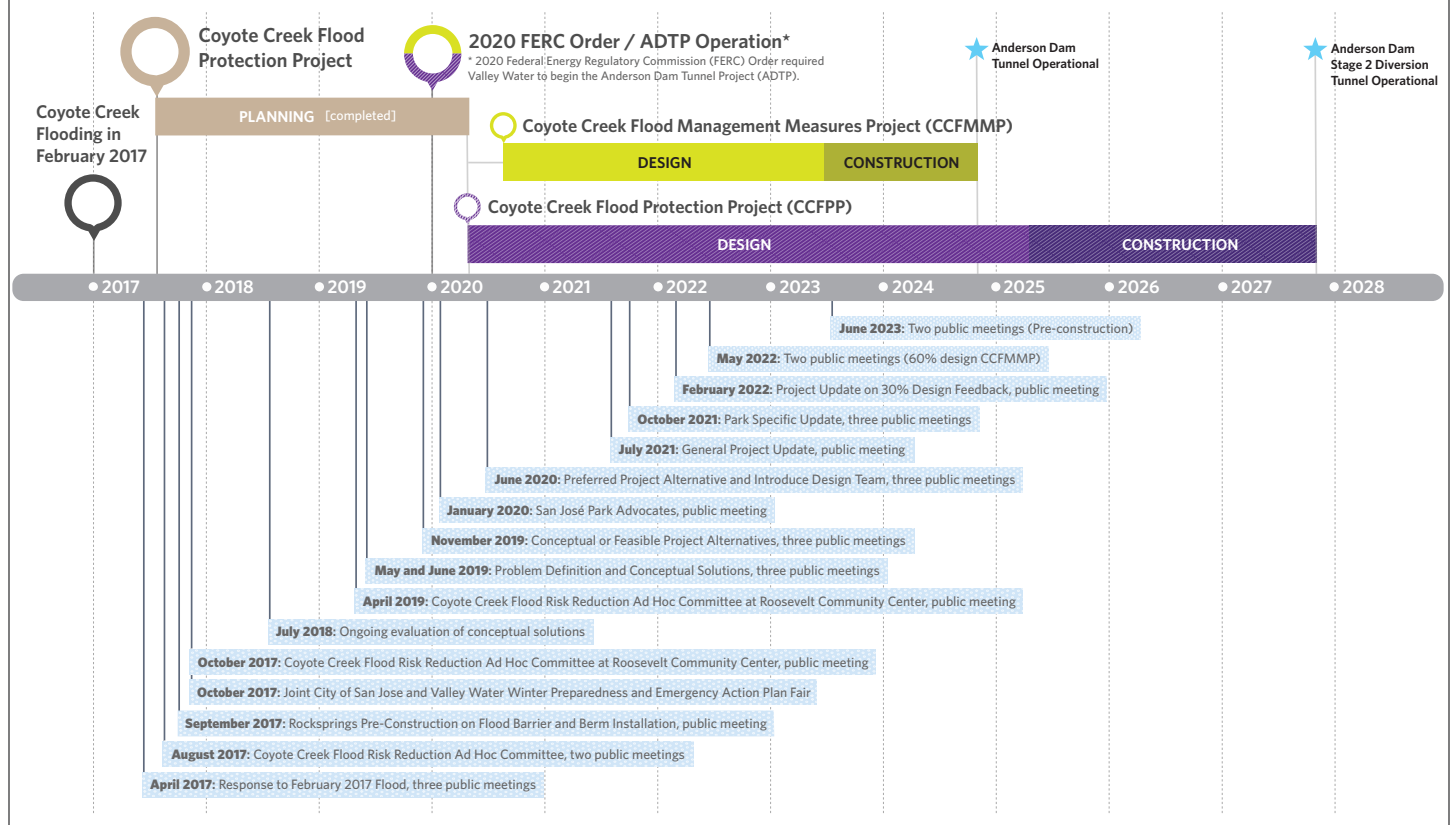 Coyote Creek Flood
Protection Project
2020 FERC Order / ADTP Operation*
* 2020 Federal Energy Regulatory Commission (FERC) Order required
Valley Water to begin the Anderson Dam Tunnel Project (ADTP).
Anderson Dam
Tunnel Operational
Anderson Dam
Stage 2 Diversion
Tunnel Operational
Coyote Creek
Flooding in
February 2017
PLANNING [completed]
Coyote Creek Flood Management Measures Project (CCFMMP)
DESIGN CONSTRUCTION
Coyote Creek Flood Protection Project (CCFPP)
DESIGN CONSTRUCTION
2017 2018 2019 2020 2021 2022 2023 2024 2025 2026 2027 2028
June 2023: Two public meetings (Pre-construction)
May 2022: Two public meetings (60% design CCFMMP)
February 2022: Project Update on 30% Design Feedback, public meeting
October 2021: Park Specific Update, three public meetings
July 2021: General Project Update, public meeting
June 2020: Preferred Project Alternative and Introduce Design Team, three public meetings
January 2020: San José Park Advocates, public meeting
November 2019: Conceptual or Feasible Project Alternatives, three public meetings
May and June 2019: Problem Definition and Conceptual Solutions, three public meetings
April 2019: Coyote Creek Flood Risk Reduction Ad Hoc Committee at Roosevelt Community Center, public meeting
July 2018: Ongoing evaluation of conceptual solutions
October 2017: Coyote Creek Flood Risk Reduction Ad Hoc Committee at Roosevelt Community Center, public meeting
October 2017: Joint City of San Jose and Valley Water Winter Preparedness and Emergency Action Plan Fair
September 2017: Rocksprings Pre-Construction on Flood Barrier and Berm Installation, public meeting
August 2017: Coyote Creek Flood Risk Reduction Ad Hoc Committee, two public meetings
April 2017: Response to February 2017 Flood, three public meetings